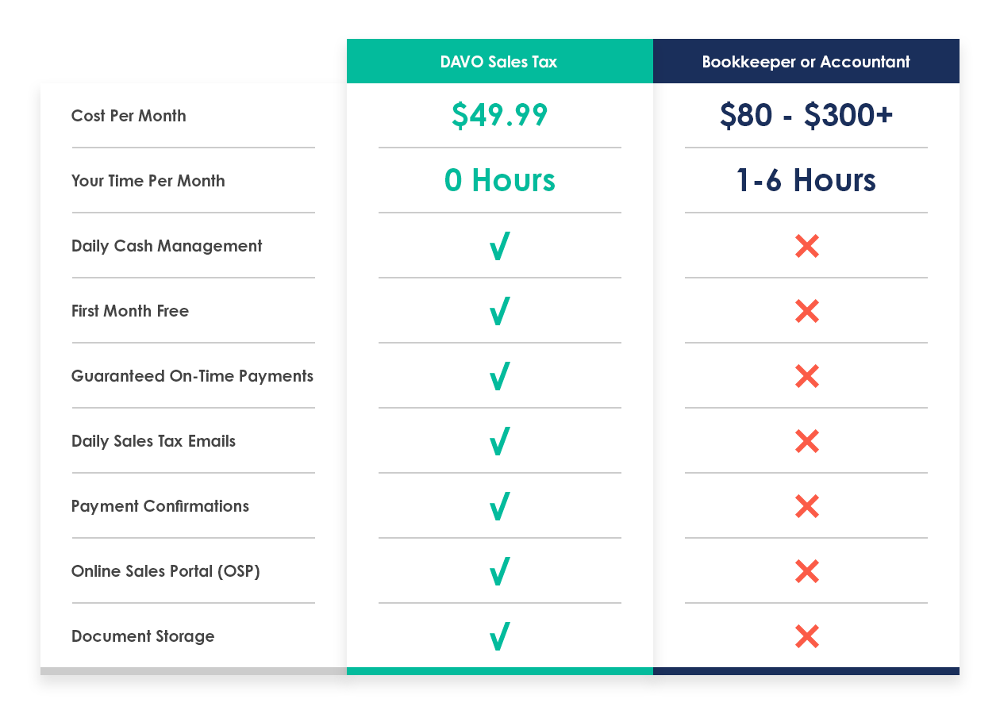 DAVO Sales Tax Bookkeeper or Accountant
Cost Per Month $49.99 $80 - $300+
Your Time Per Month 0 Hours 1-6 Hours
Daily Cash Management √ ✕
First Month Free √ ✕
Guaranteed On-Time Payments √ ✕
Daily Sales Tax Emails √ ✕
Payment Confirmations √ ✕
Online Sales Portal (OSP) √ ✕
Document Storage √ ✕